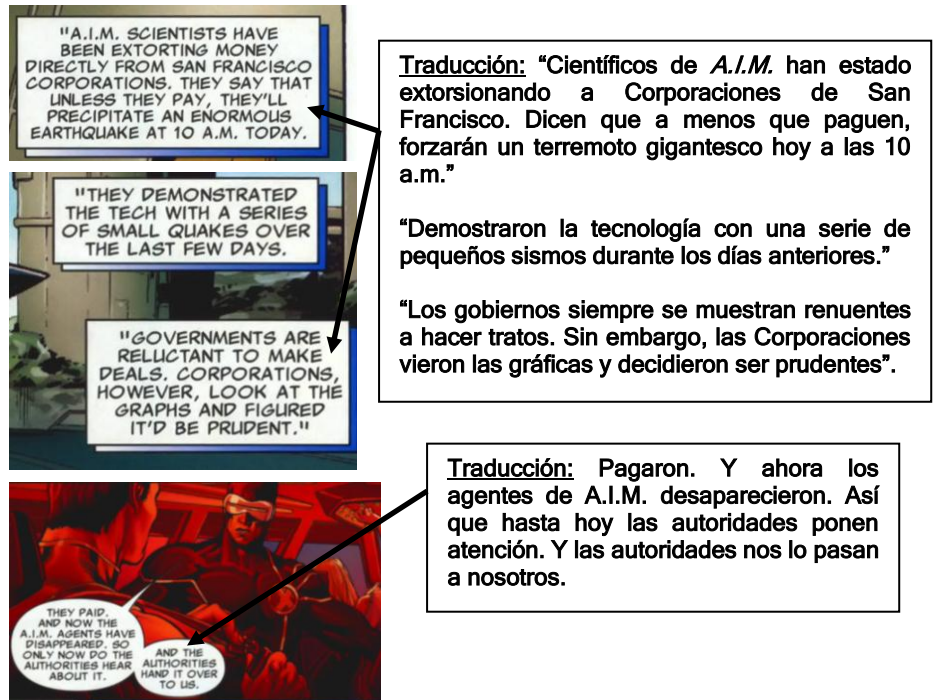 "A.I.M. SCIENTISTS HAVE
BEEN EXTORTING MONEY
DIRECTLY FROM SAN FRANCISCO
CORPORATIONS. THEY SAY THAT
UNLESS THEY PAY, THEY'LL
PRECIPITATE AN ENORMOUS
EARTHQUAKE AT 10 A.M. TODAY.
"THEY DEMONSTRATED
THE TECH WITH A SERIES
OF SMALL QUAKES OVER
THE LAST FEW DAYS.
"GOVERNMENTS ARE
RELUCTANT TO MAKE
DEALS. CORPORATIONS,
HOWEVER, LOOK AT THE
GRAPHS AND FIGURED
IT'D BE PRUDENT."
Traducción: “Científicos de A.I.M. han estado
extorsionando a Corporaciones de San
Francisco. Dicen que a menos que paguen,
forzarán un terremoto gigantesco hoy a las 10
a.m.”
“Demostraron la tecnología con una serie de
pequeños sismos durante los días anteriores.”
“Los gobiernos siempre se muestran renuentes
a hacer tratos. Sin embargo, las Corporaciones
vieron las gráficas y decidieron ser prudentes”.
THEY PAID.
AND NOW THE
A.I.M. AGENTS HAVE
DISAPPEARED. SO
ONLY NOW DO THE
AUTHORITIES HEAR
ABOUT IT.
AND THE
AUTHORITIES
HAND IT OVER
TO US.
Traducción: Pagaron. Y ahora los
agentes de A.I.M. desaparecieron. Así
que hasta hoy las autoridades ponen
atención. Y las autoridades nos lo pasan
a nosotros.